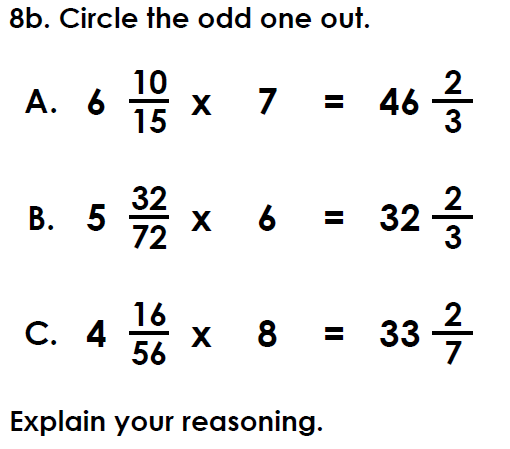 8b. Circle the odd one out.
A. 6 10/15 x 7 = 46 2/3
B. 5 32/72 x 6 = 32 2/3
C. 4 16/56 x 8 = 33 2/7
Explain your reasoning.